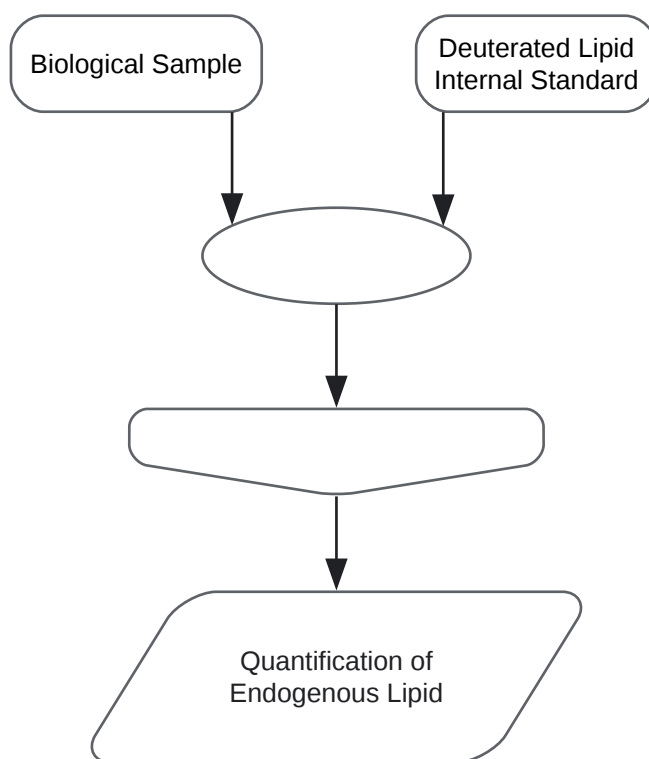 Biological Sample
Deuterated Lipid
Internal Standard
Quantification of
Endogenous Lipid